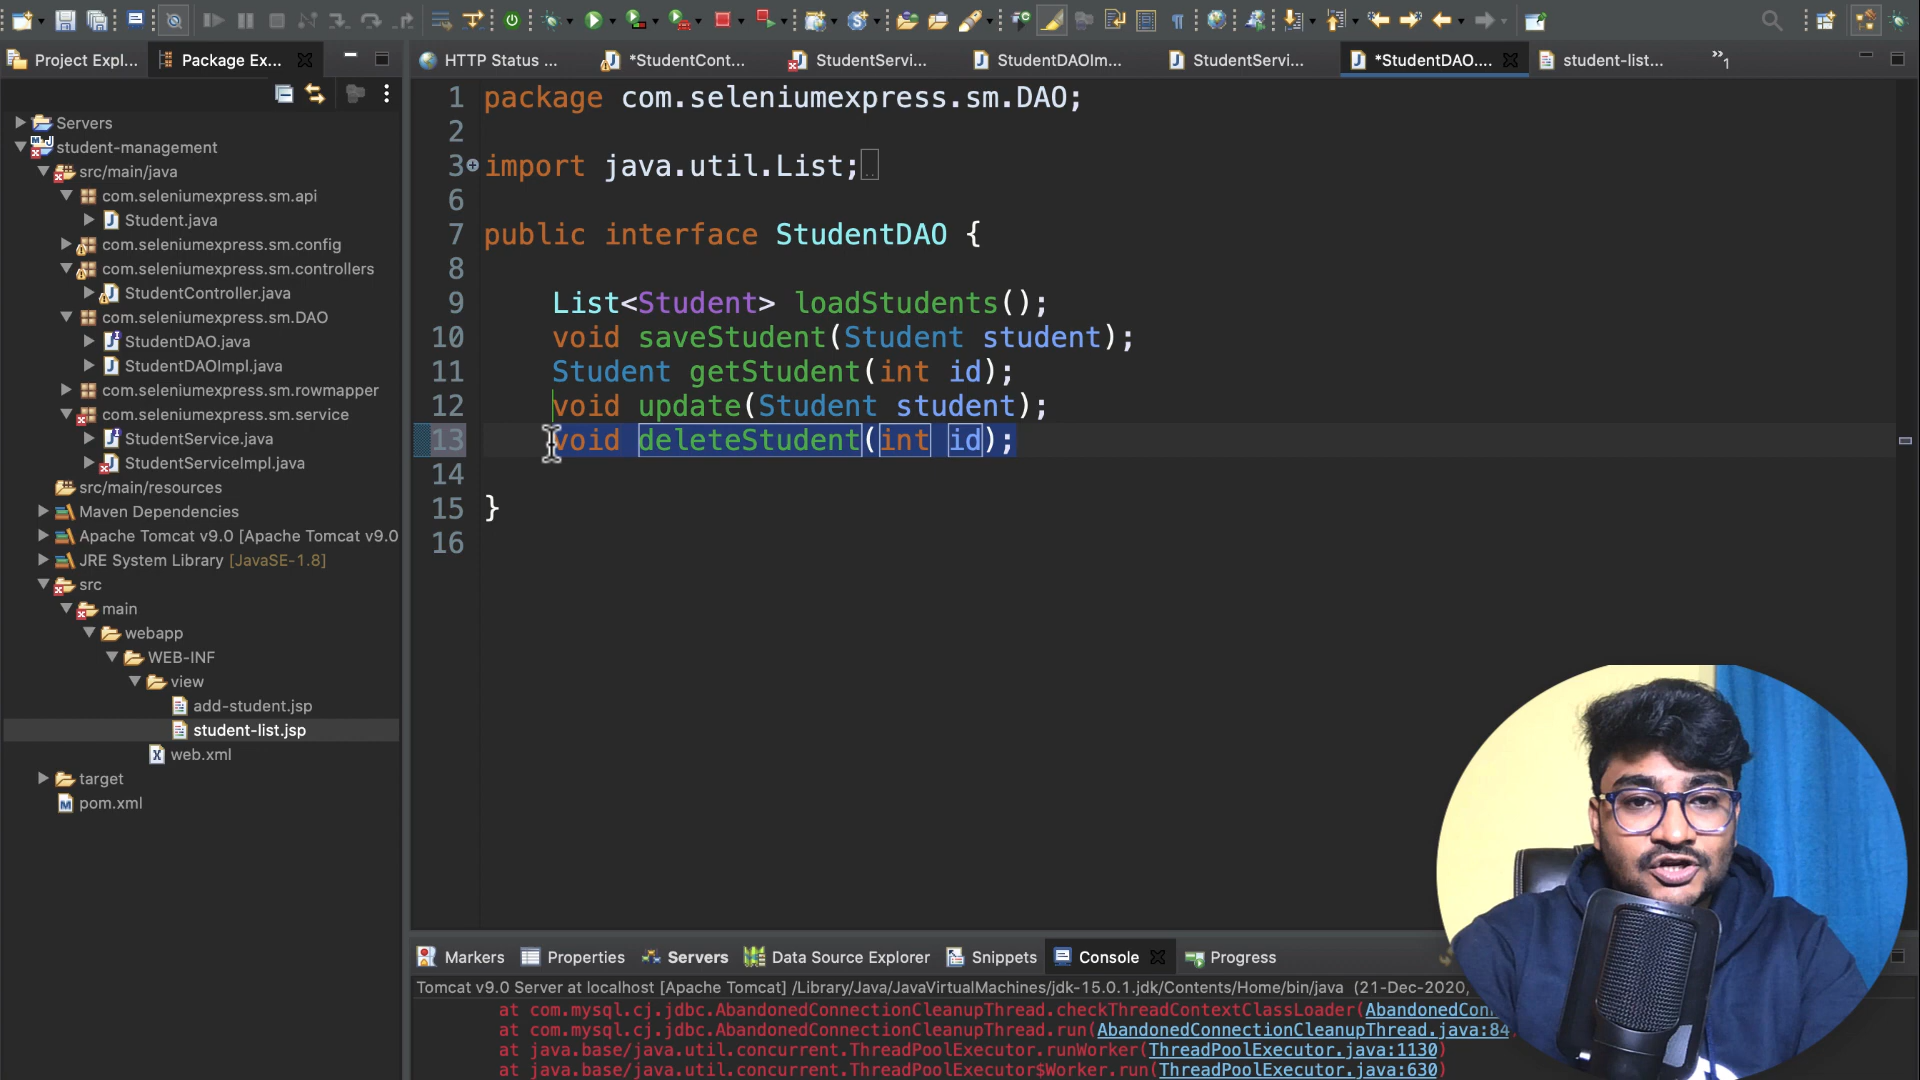 Project Expl...
Package Ex...
HTTP Status ...
*StudentCont...
StudentServi...
StudentDAOIm...
StudentServi...
*StudentDAO....
student-list...
»1
Servers
student-management
src/main/java
com.seleniumexpress.sm.api
Student.java
com.seleniumexpress.sm.config
com.seleniumexpress.sm.controllers
StudentController.java
com.seleniumexpress.sm.DAO
StudentDAO.java
StudentDAOImpl.java
com.seleniumexpress.sm.rowmapper
com.seleniumexpress.sm.service
StudentService.java
StudentServiceImpl.java
src/main/resources
Maven Dependencies
Apache Tomcat v9.0 [Apache Tomcat v9.0
JRE System Library [JavaSE-1.8]
src
main
webapp
WEB-INF
view
add-student.jsp
student-list.jsp
web.xml
target
pom.xml
1 package com.seleniumexpress.sm.DAO;
2
3 import java.util.List;
6
7 public interface StudentDAO {
8
9 List<Student> loadStudents();
10 void saveStudent(Student student);
11 Student getStudent(int id);
12 void update(Student student);
13 void deleteStudent(int id);
14
15 }
16
Markers
Properties
Servers
Data Source Explorer
Snippets
Console
Progress
Tomcat v9.0 Server at localhost [Apache Tomcat] /Library/Java/JavaVirtualMachines/jdk-15.0.1.jdk/Contents/Home/bin/java (21-Dec-2020,
at com.mysql.cj.jdbc.AbandonedConnectionCleanupThread.checkThreadContextClassLoader(AbandonedConn
at com.mysql.cj.jdbc.AbandonedConnectionCleanupThread.run(AbandonedConnectionCleanupThread.java:84
at java.base/java.util.concurrent.ThreadPoolExecutor.runWorker(ThreadPoolExecutor.java:1130)
at java.base/java.util.concurrent.ThreadPoolExecutor$Worker.run(ThreadPoolExecutor.java:630)